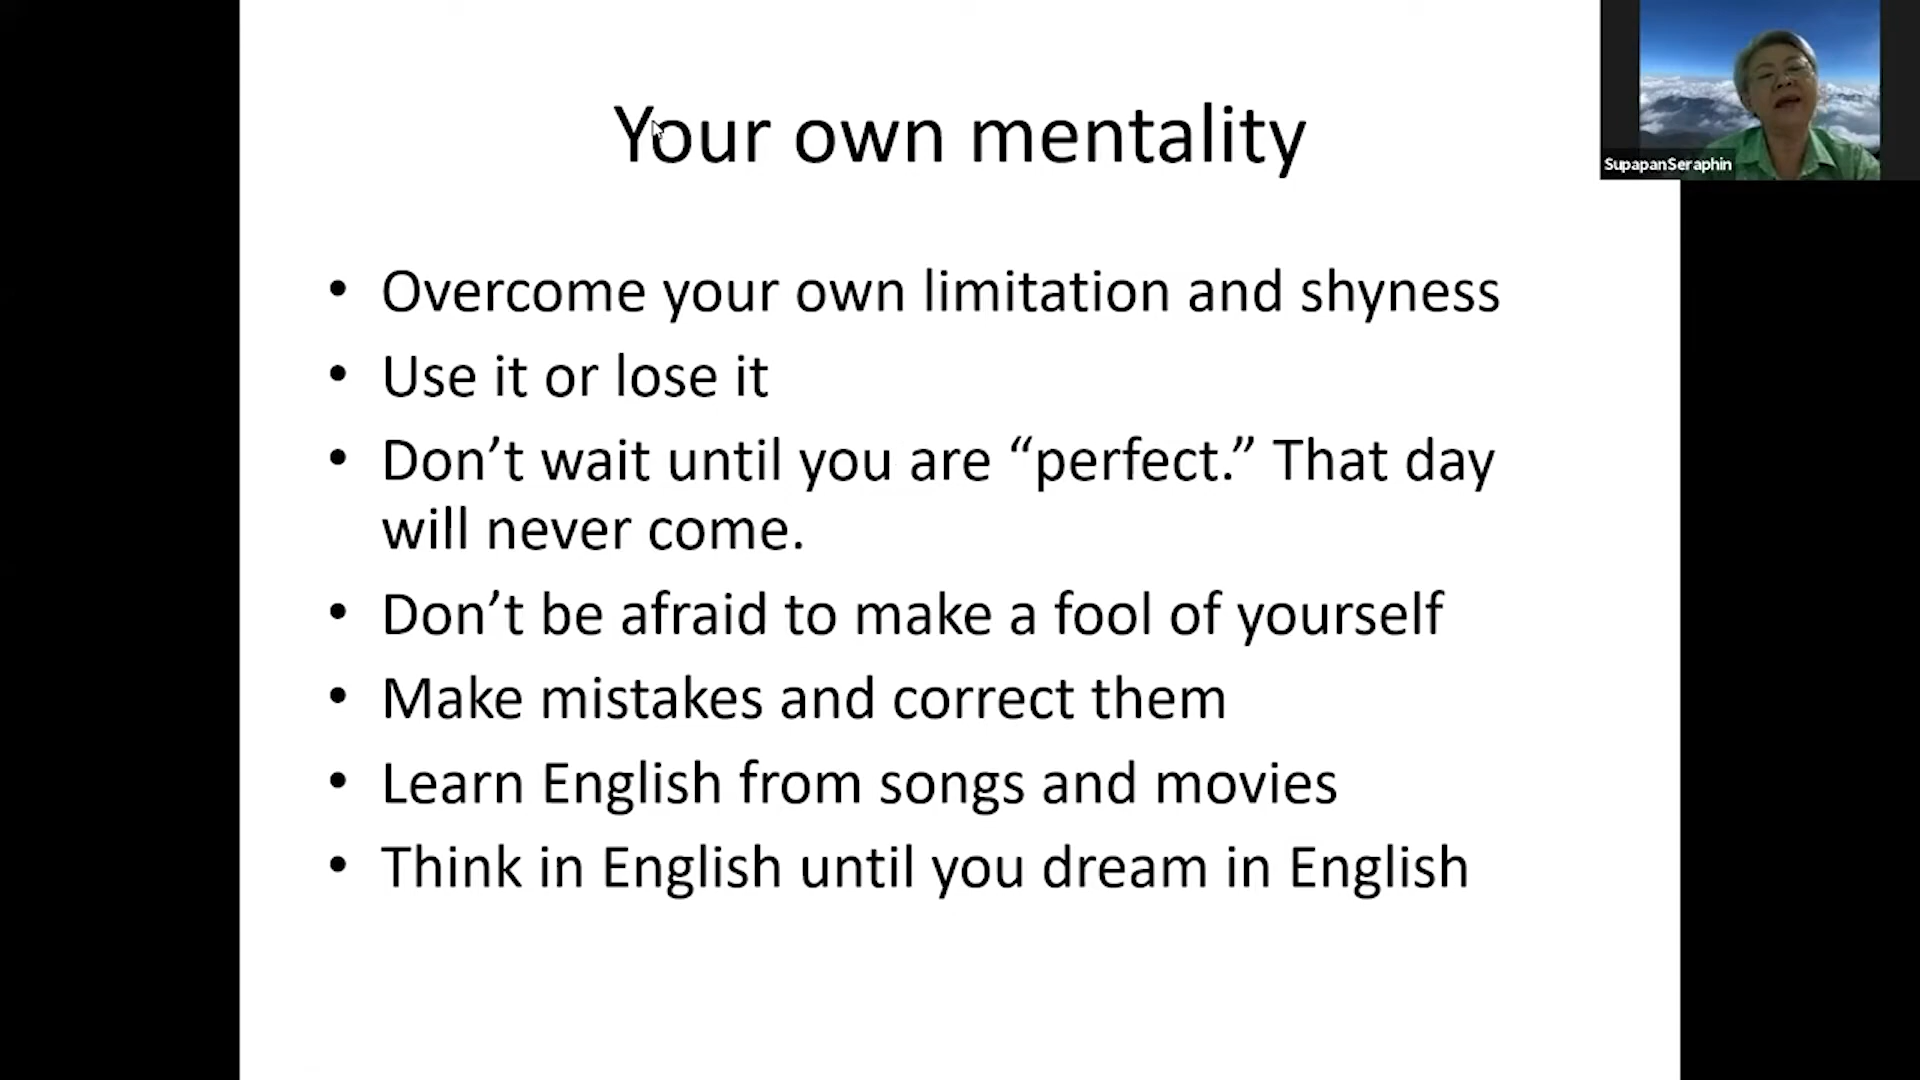 Your own mentality
SupapanSeraphin
• Overcome your own limitation and shyness
• Use it or lose it
• Don’t wait until you are “perfect.” That day
will never come.
• Don’t be afraid to make a fool of yourself
• Make mistakes and correct them
• Learn English from songs and movies
• Think in English until you dream in English